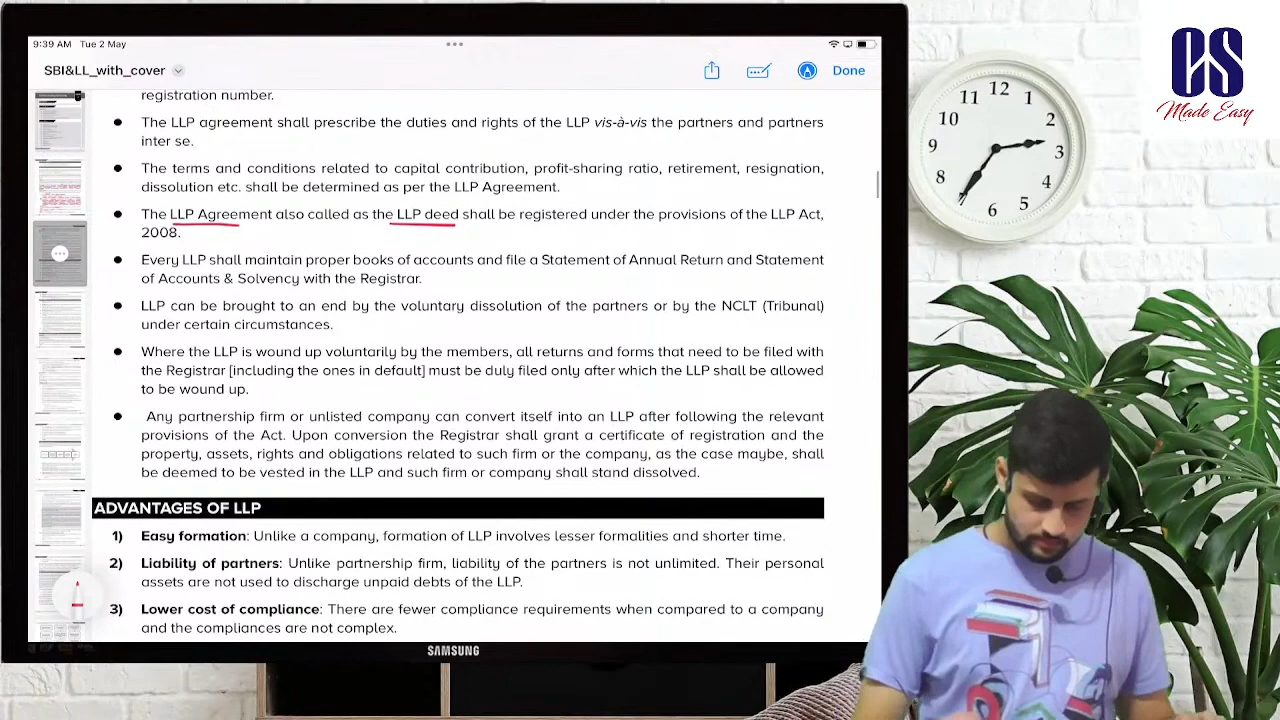 9:39 AM Tue 2 May
SBI&LL_with_cover
Done
registration number.
The LLP agreement shall describe the duties and roles of the LLP vis-à-vis the partners and partners
inter se.
The terms and conditions related to capital contribution, profit-sharing ratio, retirement, resignation,
dissolution etc. shall be determined as per the LLP agreement.
LLP Agreement also called as the LLP deed shall be registered under the provisions of the LLP Act,
2008.
Every LLP shall maintain proper books of accounts and file a Statement of Annual Return and Statement
of Accounts & Solvency with the Registrar.
LLP can be sought to be wound up by the voluntary resolution of the partners or by the NCLT (Tribunal)
under certain circumstances.
Where the LLP is wound up voluntarily, the shall and forms need to be filed with
the Registrar [including the ones in default] must be filed only after which the LLP shall be allowed
to be wound up.
Any partnership firm or unlisted company can convert itself into an LLP after following the relevant
provisions of the Act. Upon conversion the Registrar shall grant a certificate of registration and the
property, assets, rights and obligations related to such firm or the company, as the case may be, shall
be deemed to be vested in the LLP and such firm or company shall stand dissolved.
ADVANTAGES OF LLP
1) Easy formation: Unlike a company, formation of LLP involves lesser formalities and shorter time.
2) Liability of partners: Unlike a partnership firm, liability of the partners is not unlimited. Their personal
assets are not used to discharge unpaid debts of the LLP.
3) Lower cost of compliance: There are lower compliance requirements when compared to a company
and the compliances are not complex.
SAMSUNG
12
1
2
3
4
5
6
7
8
9
10
11
CS
Made Easy